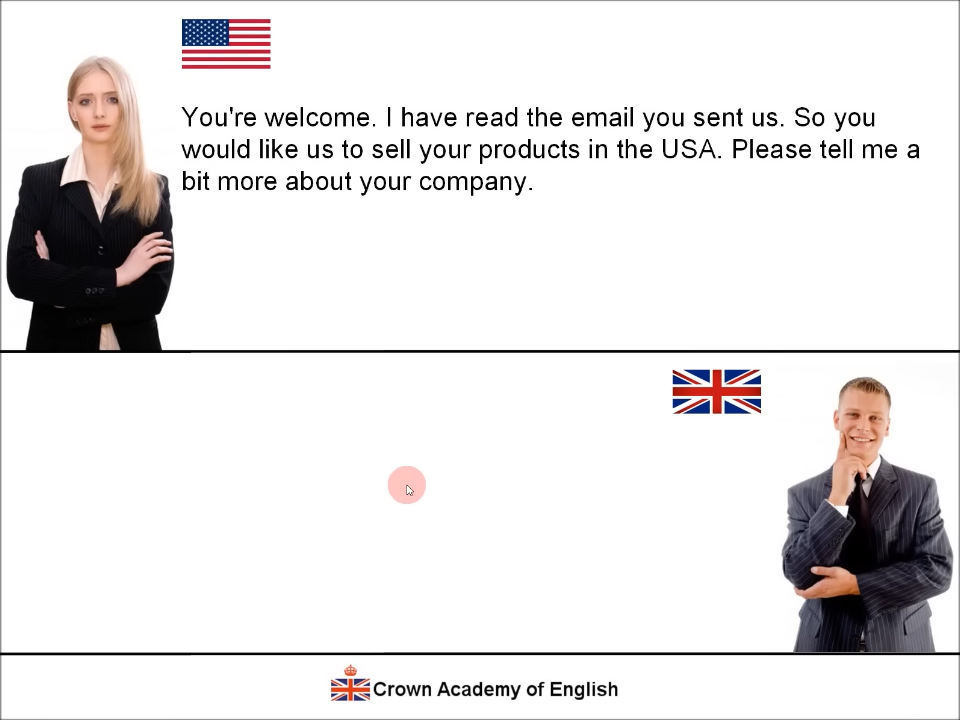 You're welcome. I have read the email you sent us. So you
would like us to sell your products in the USA. Please tell me a
bit more about your company.
Crown Academy of English